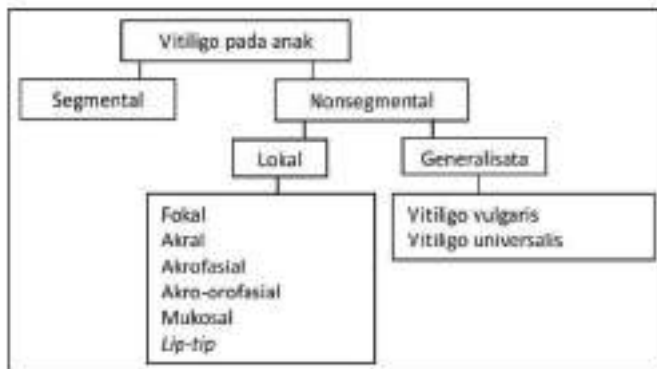 Vitiligo pada anak
Segmental
Nonsegmental
Lokal
Generalisata
Fokal
Akral
Akrofasial
Akro-orofasial
Mukosal
Lip-tip
Vitiligo vulgaris
Vitiligo universalis